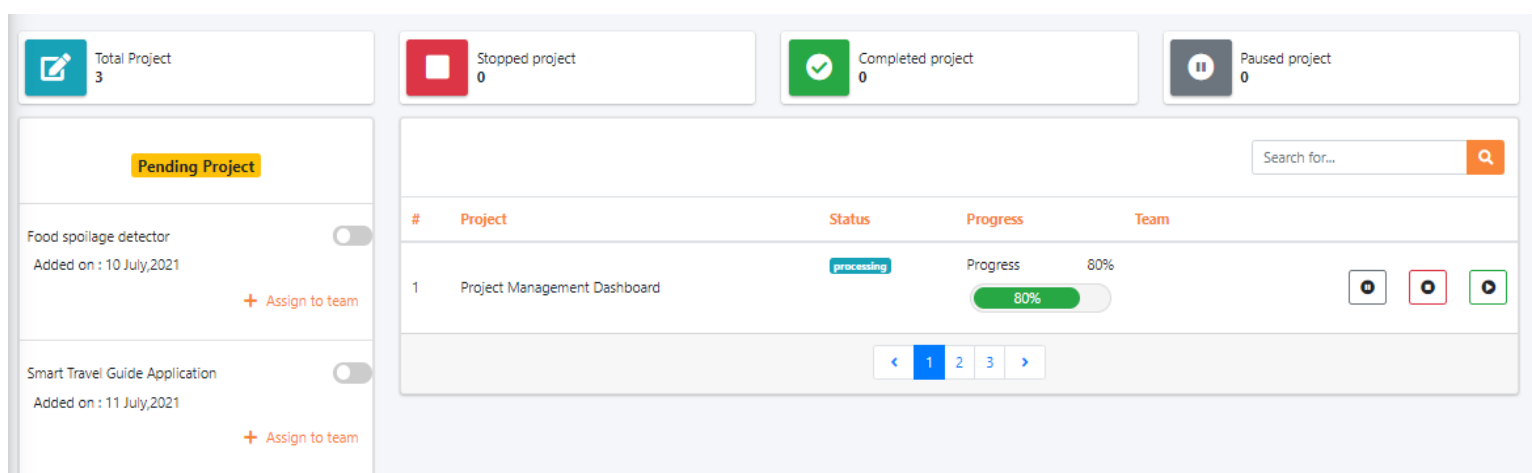 Total Project
3
Stopped project
0
Completed project
0
Paused project
0
Pending Project
Food spoilage detector
Added on : 10 July,2021
+ Assign to team
Smart Travel Guide Application
Added on : 11 July,2021
+ Assign to team
Search for...
# Project Status Progress Team
1 Project Management Dashboard processing Progress 80%
80%
1 2 3